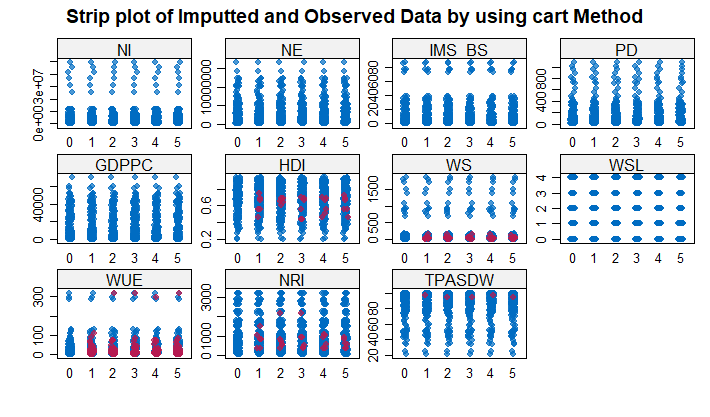 Strip plot of Imputted and Observed Data by using cart Method
NI NE IMS_BS PD
0e+003e+07
0 10000000
0 20406080
0 400800
0 1 2 3 4 5 0 1 2 3 4 5 0 1 2 3 4 5 0 1 2 3 4 5
GDPPC HDI WS WSL
0 40000
0.2 0.6
0 500 1500
0 1 2 3 4
0 1 2 3 4 5 0 1 2 3 4 5 0 1 2 3 4 5 0 1 2 3 4 5
WUE NRI TPASDW
0 100 300
0 1000 3000
20406080
0 1 2 3 4 5 0 1 2 3 4 5 0 1 2 3 4 5